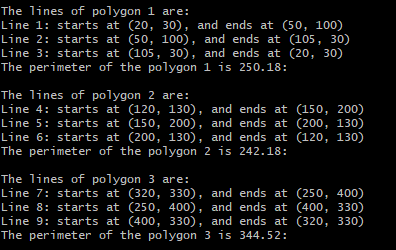 The lines of polygon 1 are:
Line 1: starts at (20, 30), and ends at (50, 100)
Line 2: starts at (50, 100), and ends at (105, 30)
Line 3: starts at (105, 30), and ends at (20, 30)
The perimeter of the polygon 1 is 250.18:

The lines of polygon 2 are:
Line 4: starts at (120, 130), and ends at (150, 200)
Line 5: starts at (150, 200), and ends at (200, 130)
Line 6: starts at (200, 130), and ends at (120, 130)
The perimeter of the polygon 2 is 242.18:

The lines of polygon 3 are:
Line 7: starts at (320, 330), and ends at (250, 400)
Line 8: starts at (250, 400), and ends at (400, 330)
Line 9: starts at (400, 330), and ends at (320, 330)
The perimeter of the polygon 3 is 344.52: